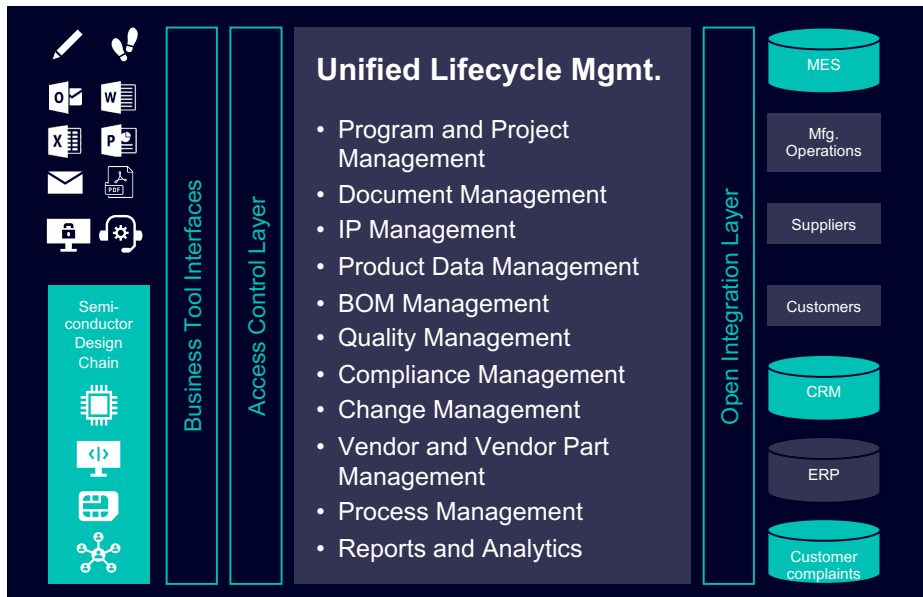 O
W
X
P
PDF
Semi-
conductor
Design
Chain
</>
Business Tool Interfaces
Access Control Layer
Unified Lifecycle Mgmt.
• Program and Project
Management
• Document Management
• IP Management
• Product Data Management
• BOM Management
• Quality Management
• Compliance Management
• Change Management
• Vendor and Vendor Part
Management
• Process Management
• Reports and Analytics
Open Integration Layer
MES
Mfg.
Operations
Suppliers
Customers
CRM
ERP
Customer
complaints